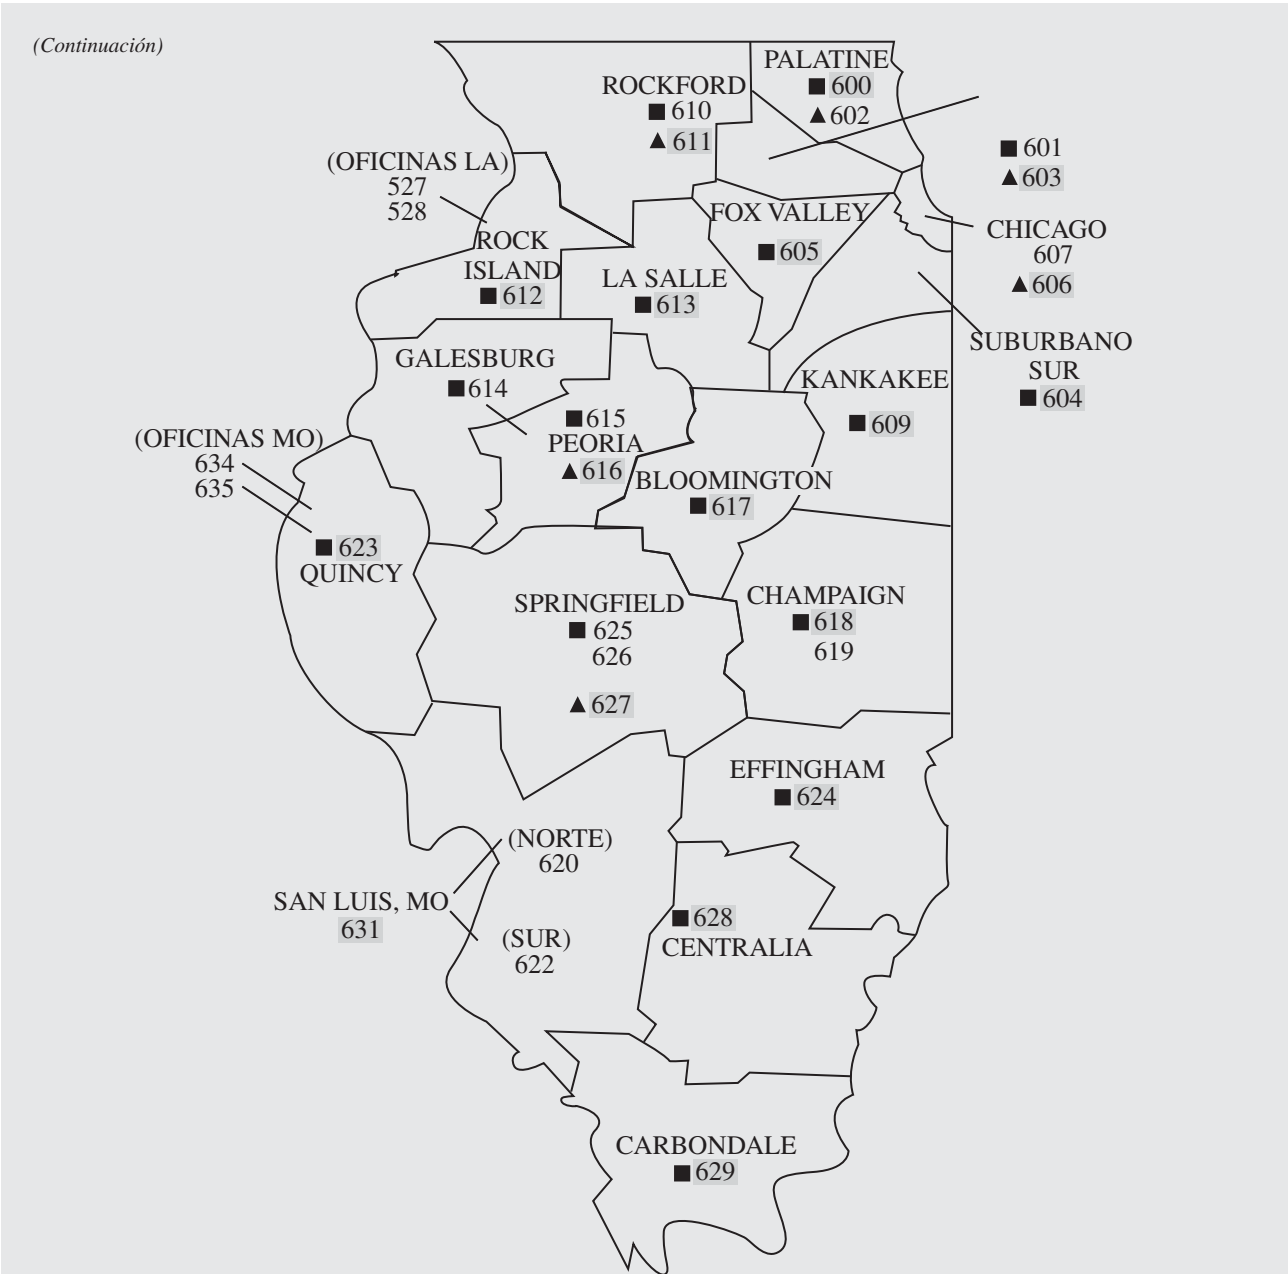 (Continuación)
PALATINE
■ 600
▲ 602
ROCKFORD
■ 610
▲ 611
■ 601
▲ 603
(OFICINAS LA)
527
528
FOX VALLEY
■ 605
CHICAGO
607
▲ 606
ROCK
ISLAND
■ 612
LA SALLE
■ 613
SUBURBANO
SUR
■ 604
GALESBURG
■ 614
KANKAKEE
■ 609
■ 615
PEORIA
▲ 616
(OFICINAS MO)
634
635
BLOOMINGTON
■ 617
■ 623
QUINCY
SPRINGFIELD
■ 625
626
▲ 627
CHAMPAIGN
■ 618
619
EFFINGHAM
■ 624
(NORTE)
620
SAN LUIS, MO
631
(SUR)
622
■ 628
CENTRALIA
CARBONDALE
■ 629